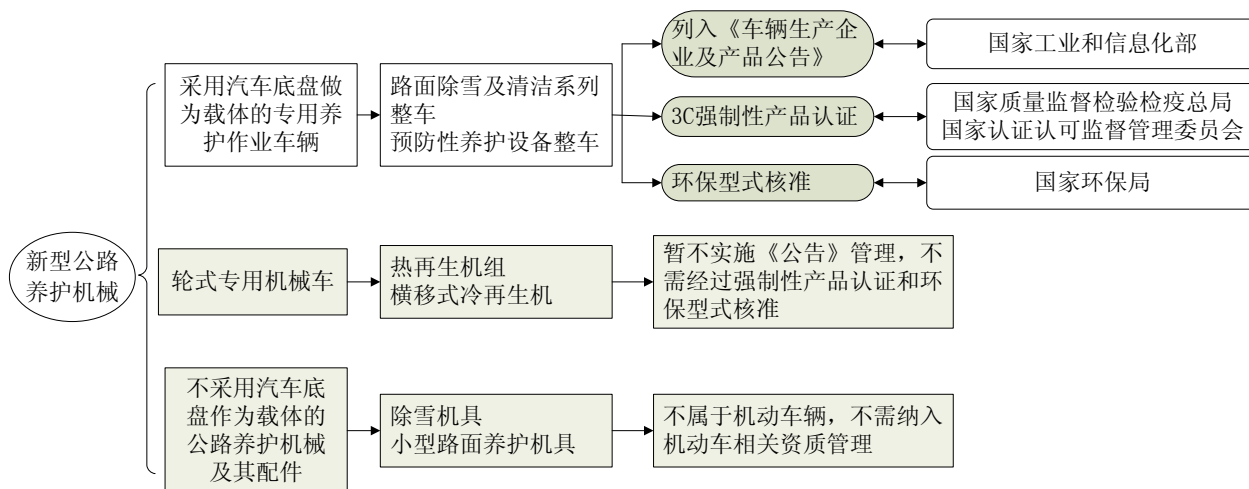 新型公路
养护机械
采用汽车底盘做
为载体的专用养
护作业车辆
路面除雪及清洁系列
整车
预防性养护设备整车
列入《车辆生产企
业及产品公告》
国家工业和信息化部
3C强制性产品认证
国家质量监督检验检疫总局
国家认证认可监督管理委员会
环保型式核准
国家环保局
轮式专用机械车
热再生机组
横移式冷再生机
暂不实施《公告》管理，不
需经过强制性产品认证和环
保型式核准
不采用汽车底
盘作为载体的
公路养护机械
及其配件
除雪机具
小型路面养护机具
不属于机动车辆，不需纳入
机动车相关资质管理